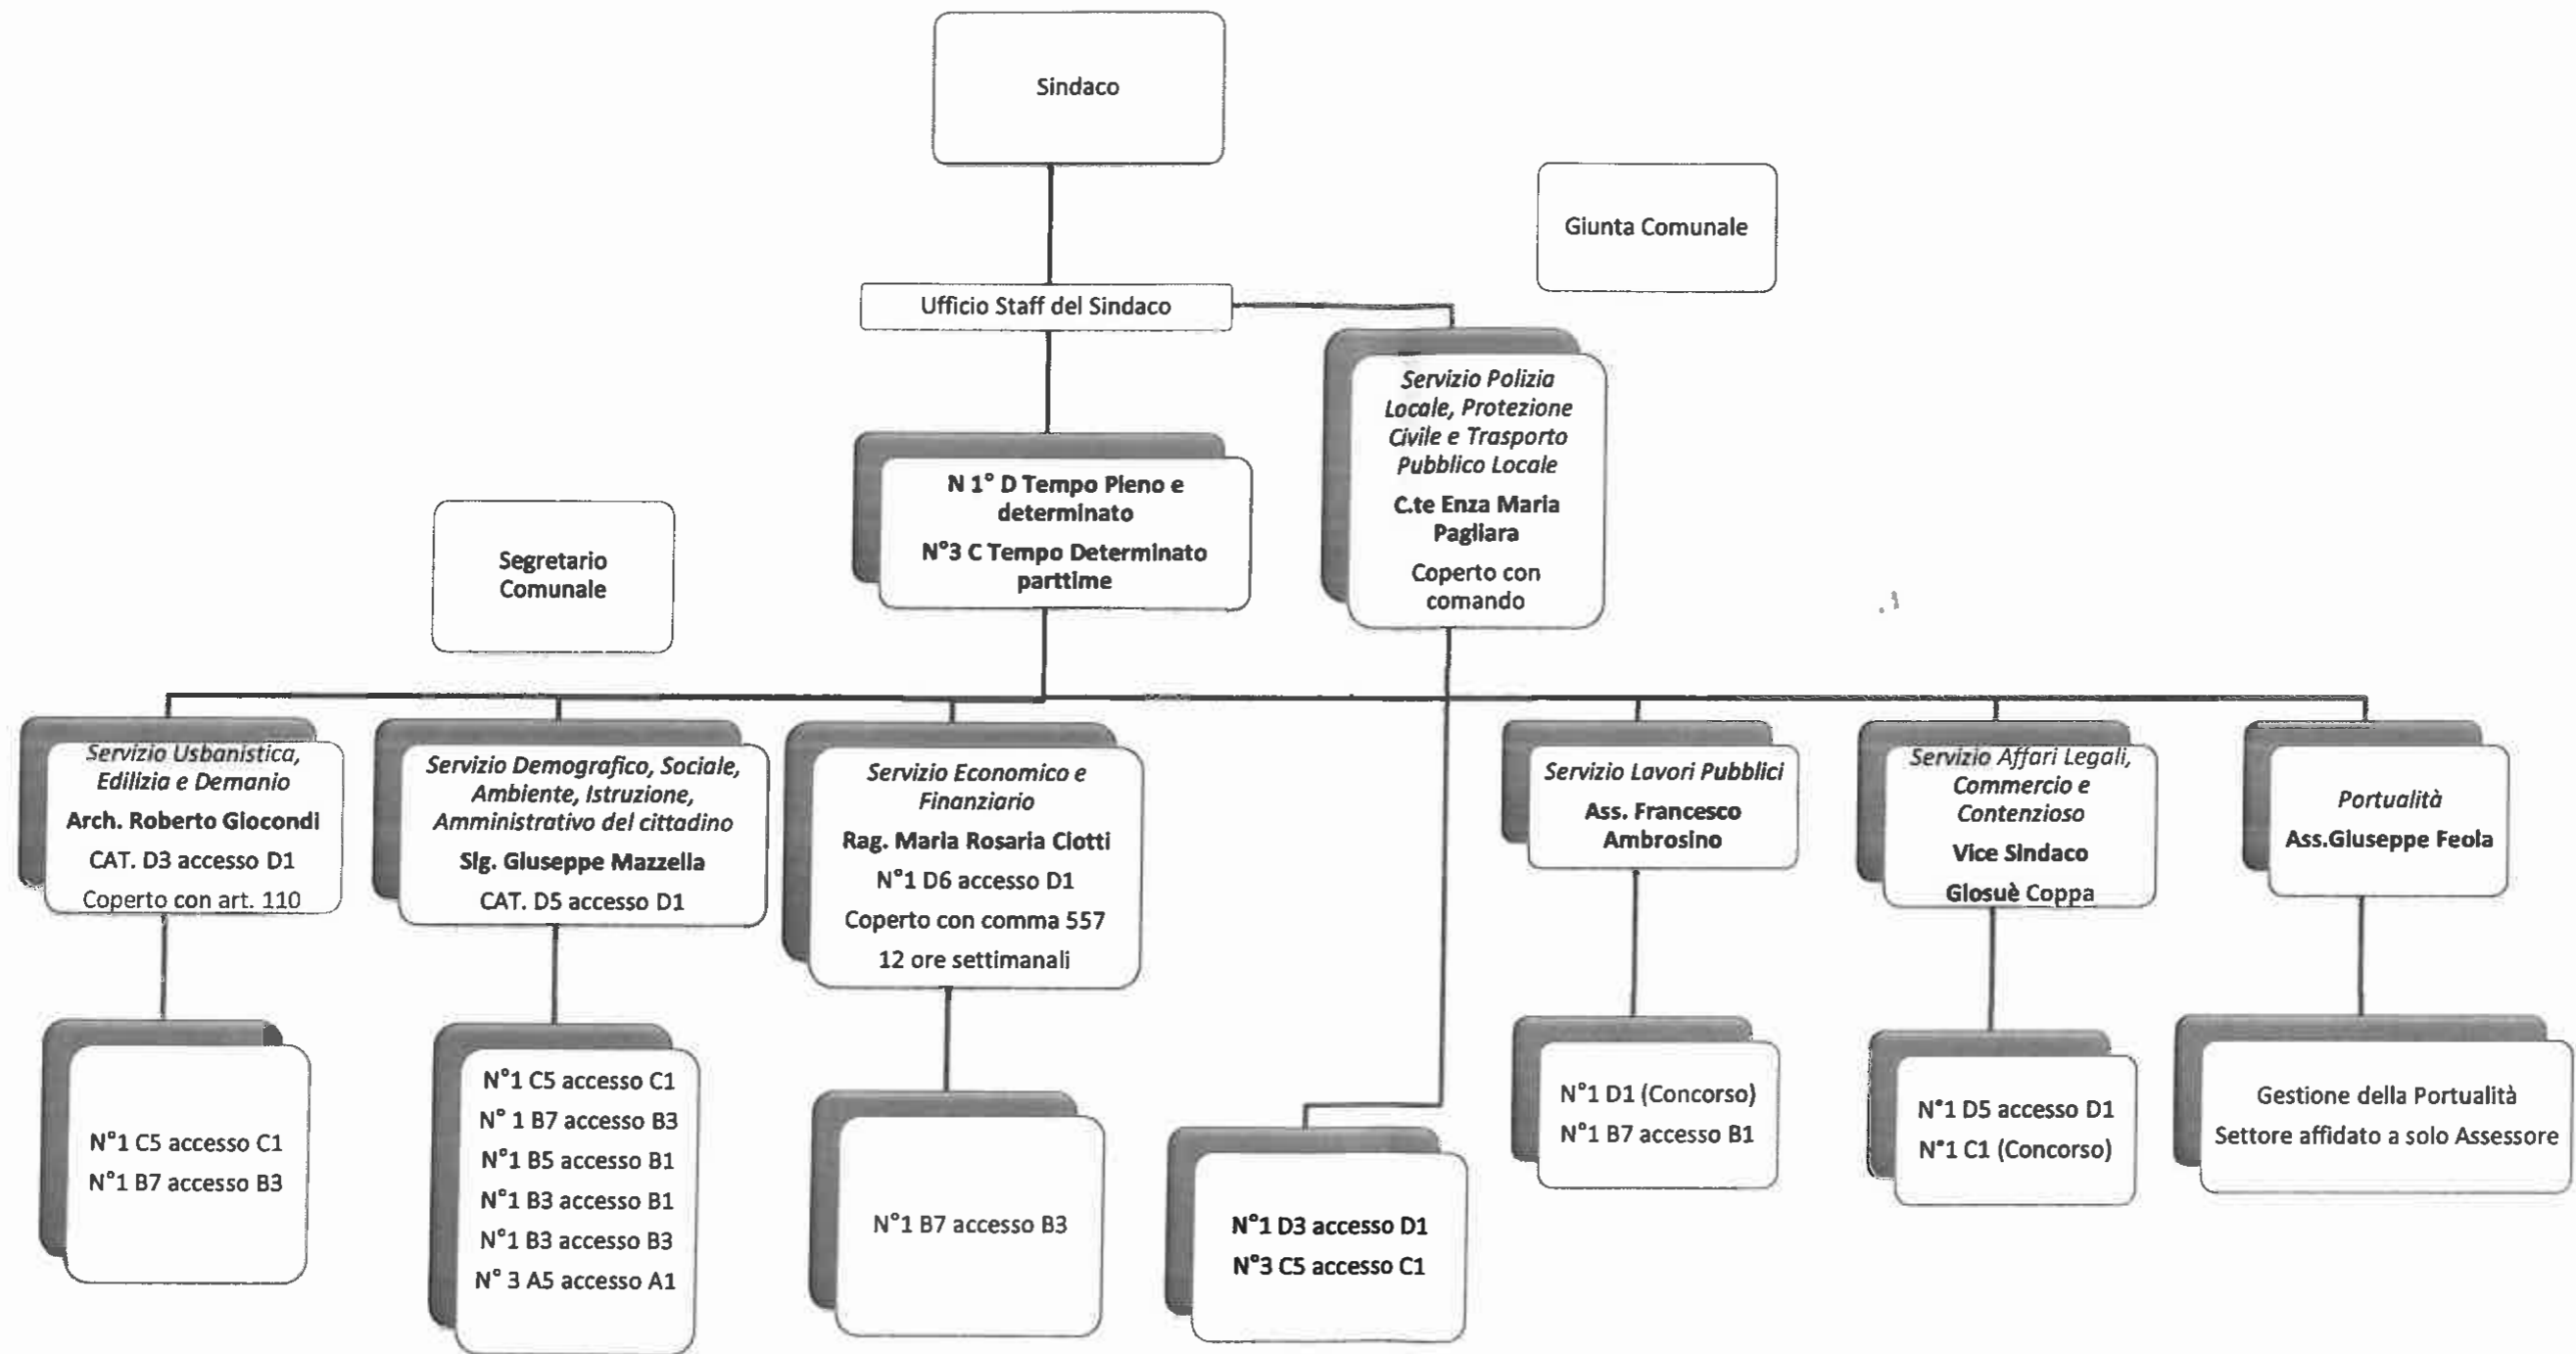 Sindaco
Giunta Comunale
Ufficio Staff del Sindaco
Servizio Polizia
Locale, Protezione
Civile e Trasporto
Pubblico Locale
C.te Enza Maria
Pagliara
Coperto con
comando
N 1° D Tempo Pieno e
determinato
N°3 C Tempo Determinato
parttime
Segretario
Comunale
Servizio Usbanistica,
Edilizia e Demanio
Arch. Roberto Giocondi
CAT. D3 accesso D1
Coperto con art. 110
Servizio Demografico, Sociale,
Ambiente, Istruzione,
Amministrativo del cittadino
Sig. Giuseppe Mazzella
CAT. D5 accesso D1
Servizio Economico e
Finanziario
Rag. Maria Rosaria Ciotti
N°1 D6 accesso D1
Coperto con comma 557
12 ore settimanali
Servizio Lavori Pubblici
Ass. Francesco
Ambrosino
Servizio Affari Legali,
Commercio e
Contenzioso
Vice Sindaco
Giosuè Coppa
Portualità
Ass.Giuseppe Feola
N°1 C5 accesso C1
N°1 B7 accesso B3
N°1 C5 accesso C1
N° 1 B7 accesso B3
N°1 B5 accesso B1
N°1 B3 accesso B1
N°1 B3 accesso B3
N° 3 A5 accesso A1
N°1 B7 accesso B3
N°1 D3 accesso D1
N°3 C5 accesso C1
N°1 D1 (Concorso)
N°1 B7 accesso B1
N°1 D5 accesso D1
N°1 C1 (Concorso)
Gestione della Portualità
Settore affidato a solo Assessore